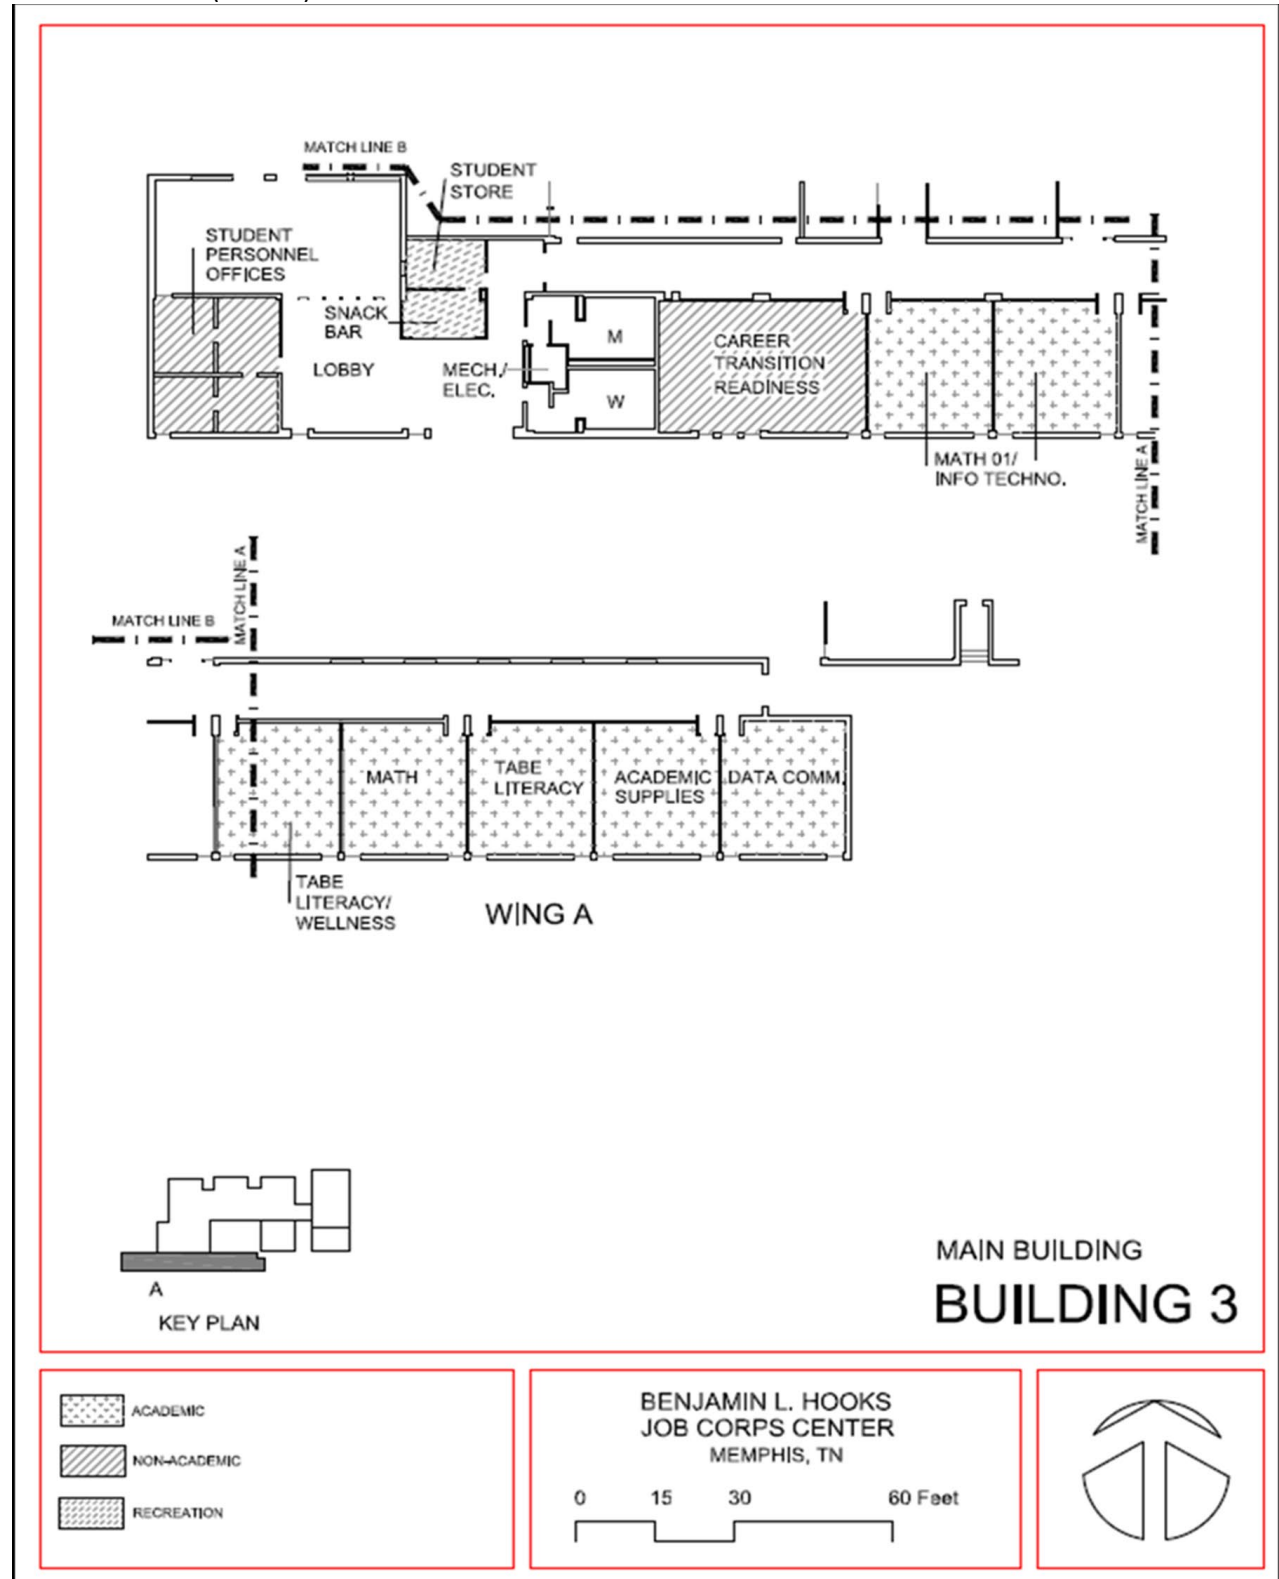 MATCH LINE B
STUDENT
STORE
STUDENT
PERSONNEL
OFFICES
SNACK
BAR
LOBBY
MECH./
ELEC.
M
W
CAREER
TRANSITION
READINESS
MATH 01/
INFO TECHNO.
MATCH LINE A
MATCH LINE A
MATCH LINE B
MATH
TABE
LITERACY
ACADEMIC
SUPPLIES
DATA COMM.
TABE
LITERACY/
WELLNESS
WING A
A
KEY PLAN
MAIN BUILDING
BUILDING 3
ACADEMIC
NON-ACADEMIC
RECREATION
BENJAMIN L. HOOKS
JOB CORPS CENTER
MEMPHIS, TN
0 15 30 60 Feet